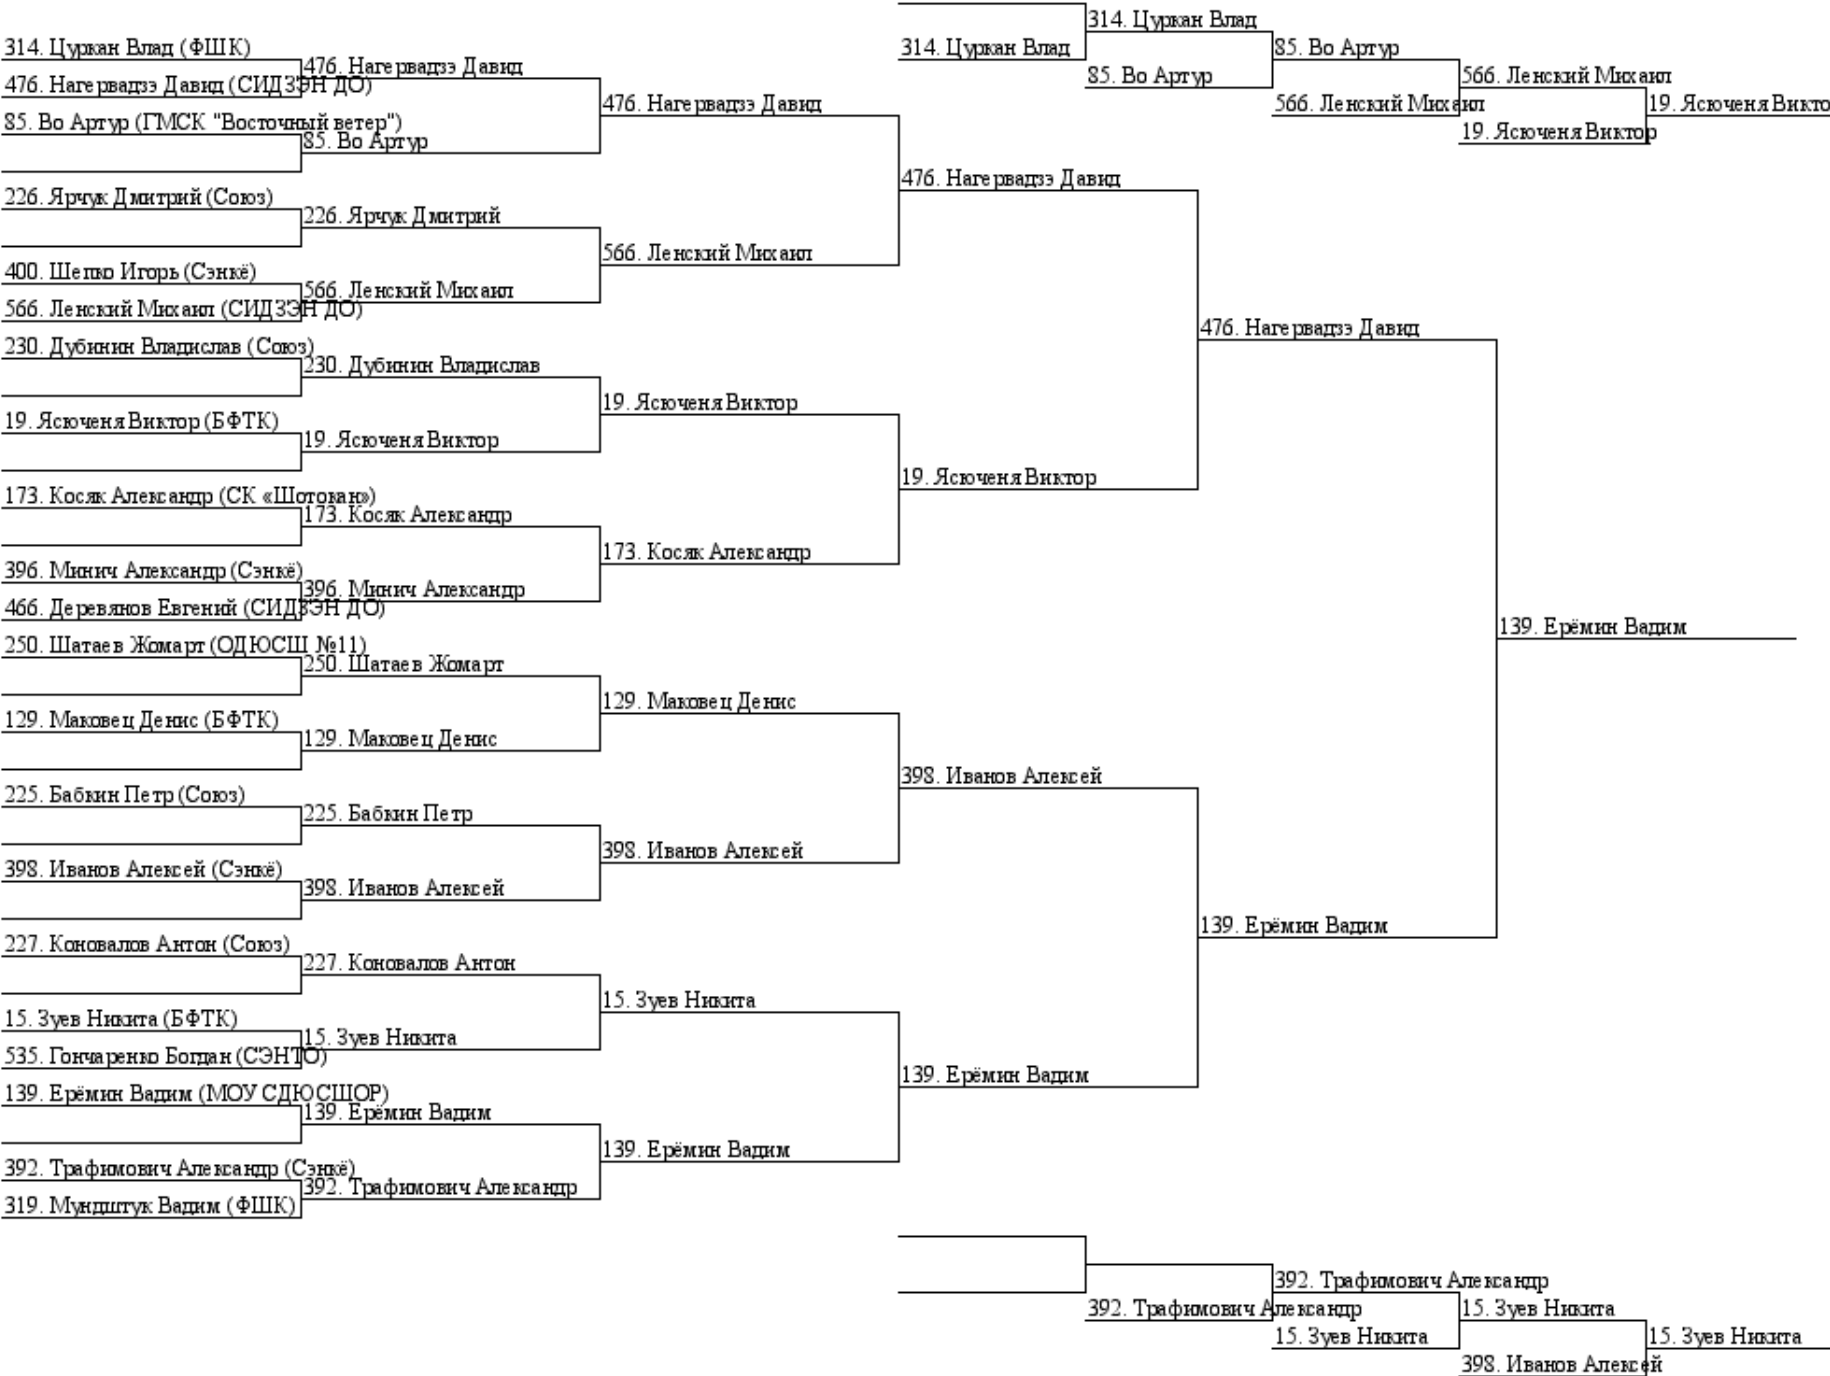 314. Цуркан Влад (ФШК)
476. Нагервадзэ Давид (СИДЗЭН ДО)
85. Во Артур (ГМСК "Восточный ветер")
226. Ярчук Дмитрий (Союз)
400. Шепко Игорь (Сэнкё)
566. Ленский Михаил (СИДЗЭН ДО)
230. Дубинин Владислав (Союз)
19. Ясюченя Виктор (БФТК)
173. Косяк Александр (СК «Шотокан»)
396. Минич Александр (Сэнкё)
466. Деревянов Евгений (СИДЗЭН ДО)
250. Шатаев Жомарт (ОДЮСШ №11)
129. Маковец Денис (БФТК)
225. Бабкин Петр (Союз)
398. Иванов Алексей (Сэнкё)
227. Коновалов Антон (Союз)
15. Зуев Никита (БФТК)
535. Гончаренко Богдан (СЭНТО)
139. Ерёмин Вадим (МОУ СДЮСШОР)
392. Трафимович Александр (Сэнкё)
319. Мундштук Вадим (ФШК)
476. Нагервадзэ Давид
85. Во Артур
226. Ярчук Дмитрий
566. Ленский Михаил
230. Дубинин Владислав
19. Ясюченя Виктор
173. Косяк Александр
396. Минич Александр
250. Шатаев Жомарт
129. Маковец Денис
225. Бабкин Петр
398. Иванов Алексей
227. Коновалов Антон
15. Зуев Никита
139. Ерёмин Вадим
392. Трафимович Александр
476. Нагервадзэ Давид
566. Ленский Михаил
19. Ясюченя Виктор
173. Косяк Александр
129. Маковец Денис
398. Иванов Алексей
15. Зуев Никита
139. Ерёмин Вадим
476. Нагервадзэ Давид
19. Ясюченя Виктор
398. Иванов Алексей
139. Ерёмин Вадим
476. Нагервадзэ Давид
139. Ерёмин Вадим
139. Ерёмин Вадим
314. Цуркан Влад
314. Цуркан Влад
85. Во Артур
85. Во Артур
566. Ленский Михаил
566. Ленский Михаил
19. Ясюченя Виктор
19. Ясюченя Викто
392. Трафимович Александр
392. Трафимович Александр
15. Зуев Никита
15. Зуев Никита
398. Иванов Алексей
15. Зуев Никита